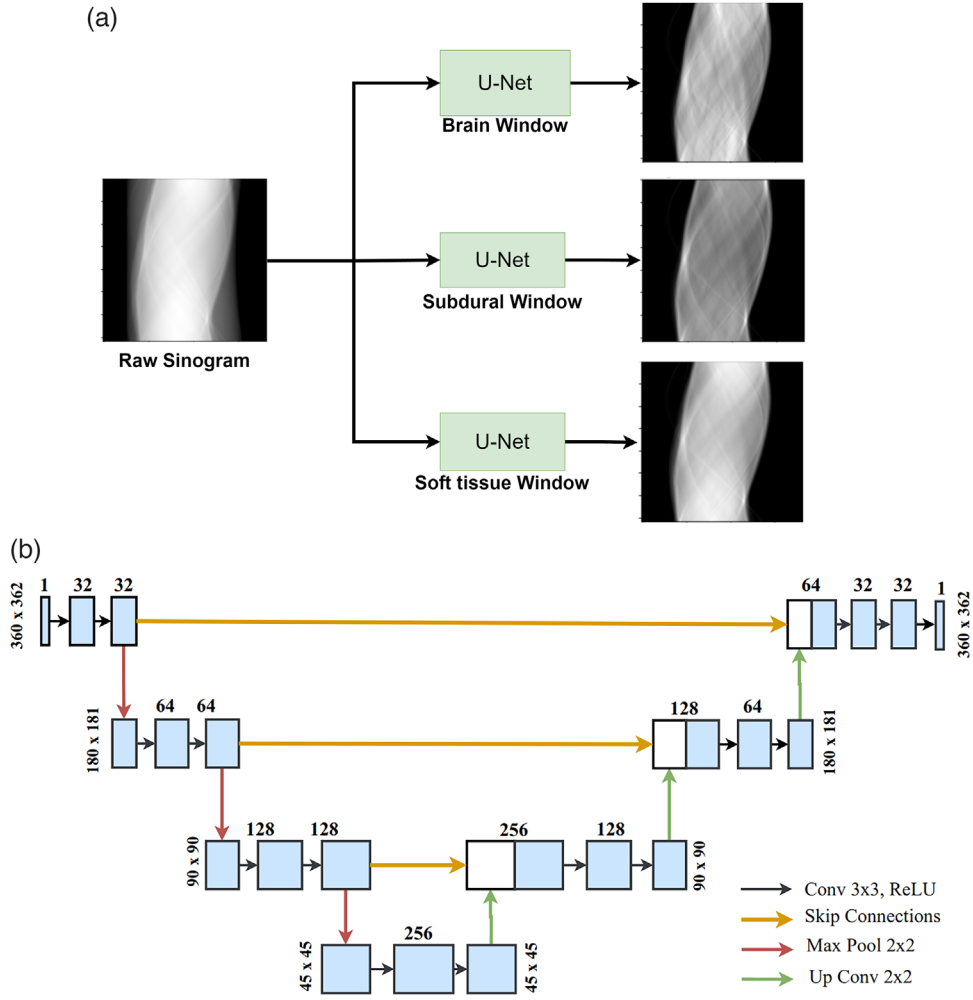 (a)
U-Net
Brain Window
U-Net
Subdural Window
Raw Sinogram
U-Net
Soft tissue Window
(b)
360 x 362
1
32
32
64
32
32
1
360 x 362
180 x 181
64
64
128
64
180 x 181
90 x 90
128
128
256
128
90 x 90
45 x 45
256
45 x 45
Conv 3x3, ReLU
Skip Connections
Max Pool 2x2
Up Conv 2x2